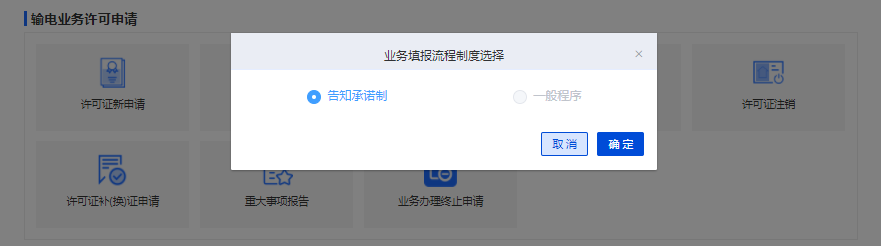 输电业务许可申请
业务填报流程制度选择
×
告知承诺制
一般程序
取消
确定
许可证新申请
许可证注销
许可证补(换)证申请
重大事项报告
业务办理终止申请